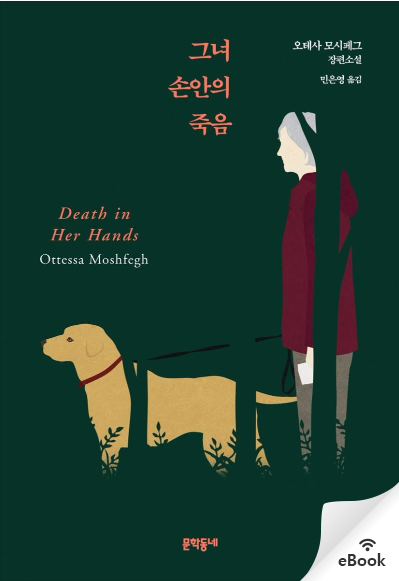 그녀
손안의
죽음
오테사 모시페그
장편소설
민은영 옮김
Death in
Her Hands
Ottessa Moshfegh
문학동네
eBook